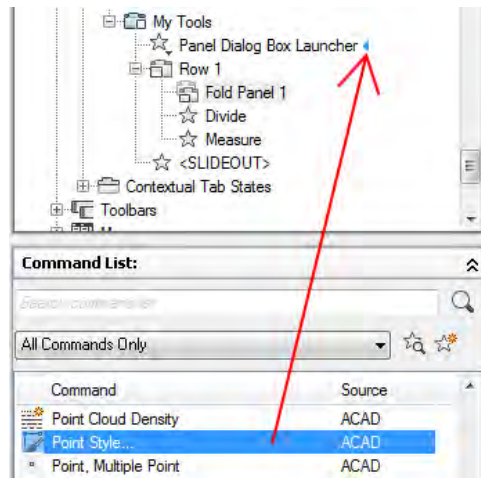 My Tools
Panel Dialog Box Launcher
Row 1
Fold Panel 1
Divide
Measure
<SLIDEOUT>
Contextual Tab States
Toolbars
Command List:
All Commands Only
Command Source
Point Cloud Density ACAD
Point Style... ACAD
Point, Multiple Point ACAD